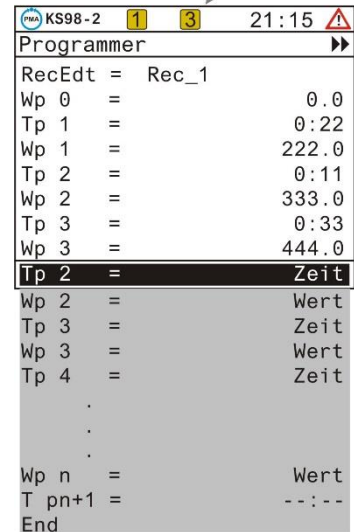 PMA KS98-2 1 3 21:15
Programmer
RecEdt = Rec_1
Wp 0 = 0.0
Tp 1 = 0:22
Wp 1 = 222.0
Tp 2 = 0:11
Wp 2 = 333.0
Tp 3 = 0:33
Wp 3 = 444.0
Tp 2 = Zeit
Wp 2 = Wert
Tp 3 = Zeit
Wp 3 = Wert
Tp 4 = Zeit
.
.
.
Wp n = Wert
T pn+1 = --:--
End